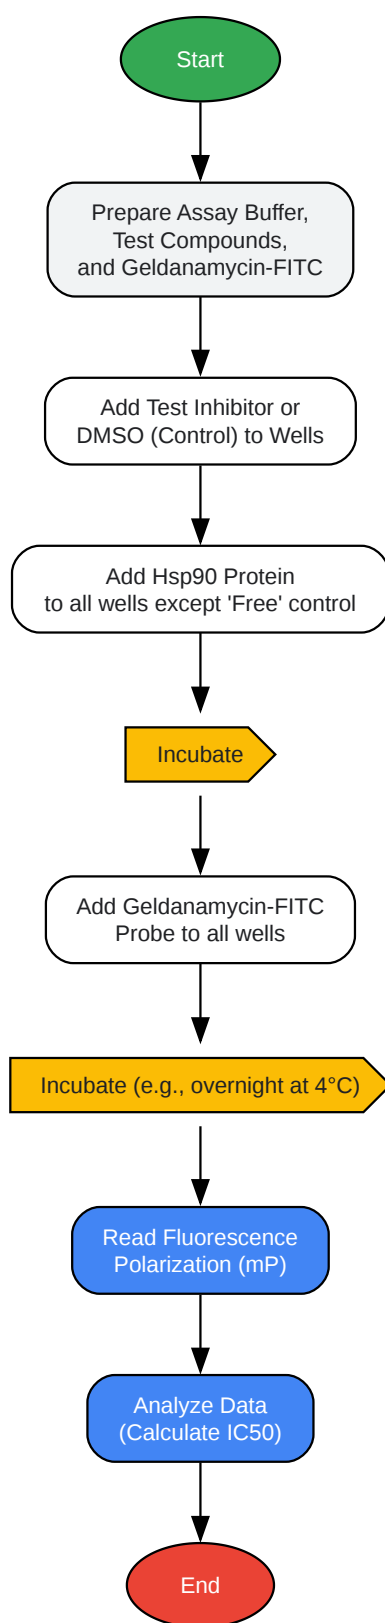 Start
Prepare Assay Buffer,
Test Compounds,
and Geldanamycin-FITC
Add Test Inhibitor or
DMSO (Control) to Wells
Add Hsp90 Protein
to all wells except 'Free' control
Incubate
Add Geldanamycin-FITC
Probe to all wells
Incubate (e.g., overnight at 4°C)
Read Fluorescence
Polarization (mP)
Analyze Data
(Calculate IC50)
End